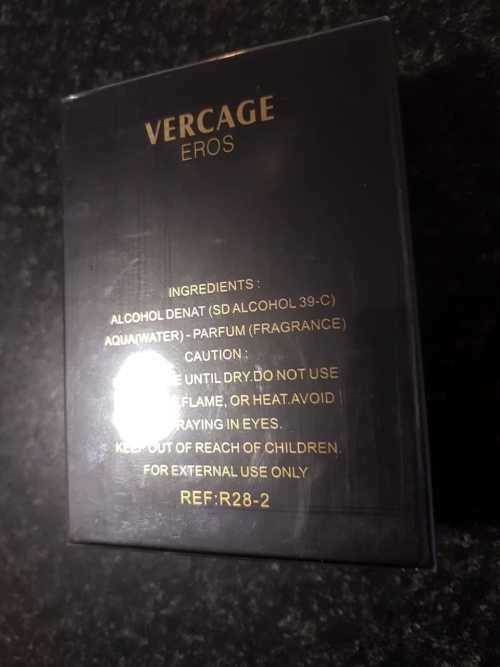 VERCAGE
EROS
INGREDIENTS :
ALCOHOL DENAT (SD ALCOHOL 39-C)
AQUA(WATER) - PARFUM (FRAGRANCE)
CAUTION :
UNTIL DRY.DO NOT USE
FLAME, OR HEAT.AVOID
RAYING IN EYES.
KEEP OUT OF REACH OF CHILDREN.
FOR EXTERNAL USE ONLY
REF:R28-2